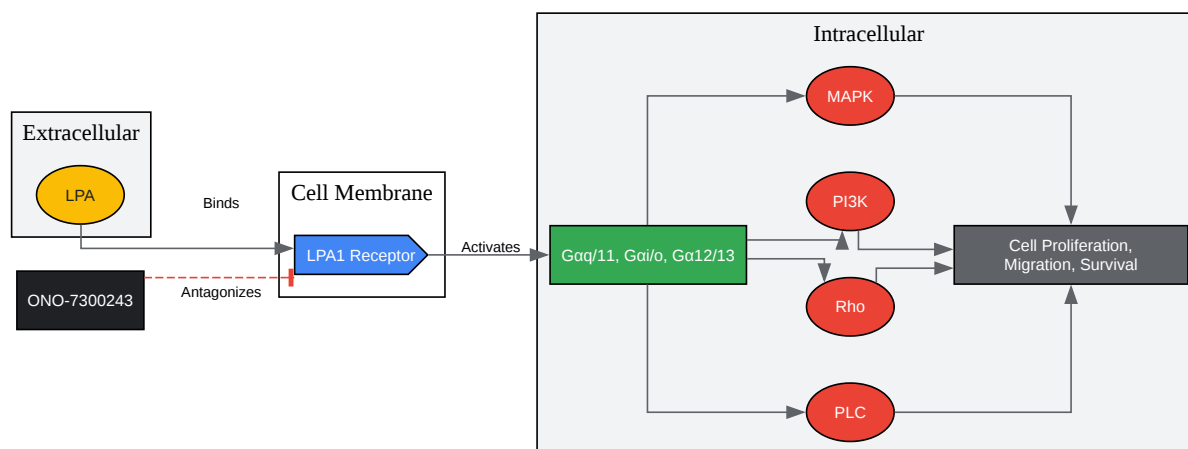 Intracellular
MAPK
Extracellular
LPA
Binds
Cell Membrane
PI3K
LPA1 Receptor
Activates
Gαq/11, Gαi/o, Gα12/13
Cell Proliferation,
Migration, Survival
ONO-7300243
Antagonizes
Rho
PLC